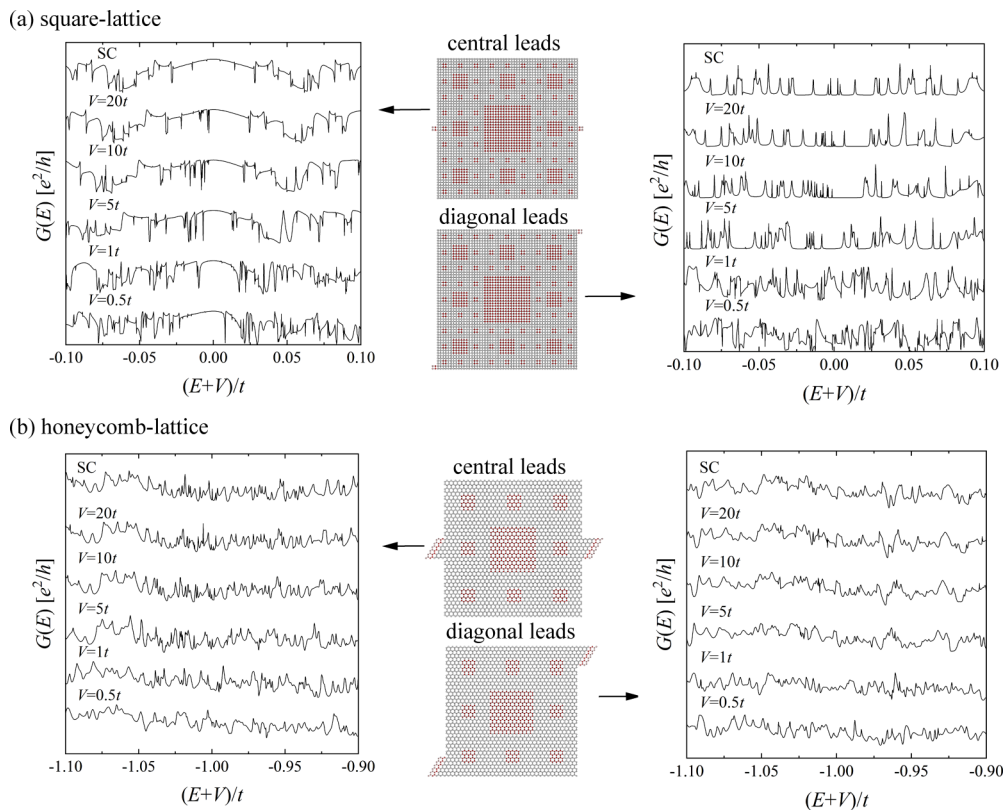 (a) square-lattice
SC
V=20t
V=10t
V=5t
V=1t
V=0.5t
G(E) [e²/h]
-0.10 -0.05 0.00 0.05 0.10
(E+V)/t
central leads
diagonal leads
SC
V=20t
V=10t
V=5t
V=1t
V=0.5t
G(E) [e²/h]
-0.10 -0.05 0.00 0.05 0.10
(E+V)/t
(b) honeycomb-lattice
SC
V=20t
V=10t
V=5t
V=1t
V=0.5t
G(E) [e²/h]
-1.10 -1.05 -1.00 -0.95 -0.90
(E+V)/t
central leads
diagonal leads
SC
V=20t
V=10t
V=5t
V=1t
V=0.5t
G(E) [e²/h]
-1.10 -1.05 -1.00 -0.95 -0.90
(E+V)/t